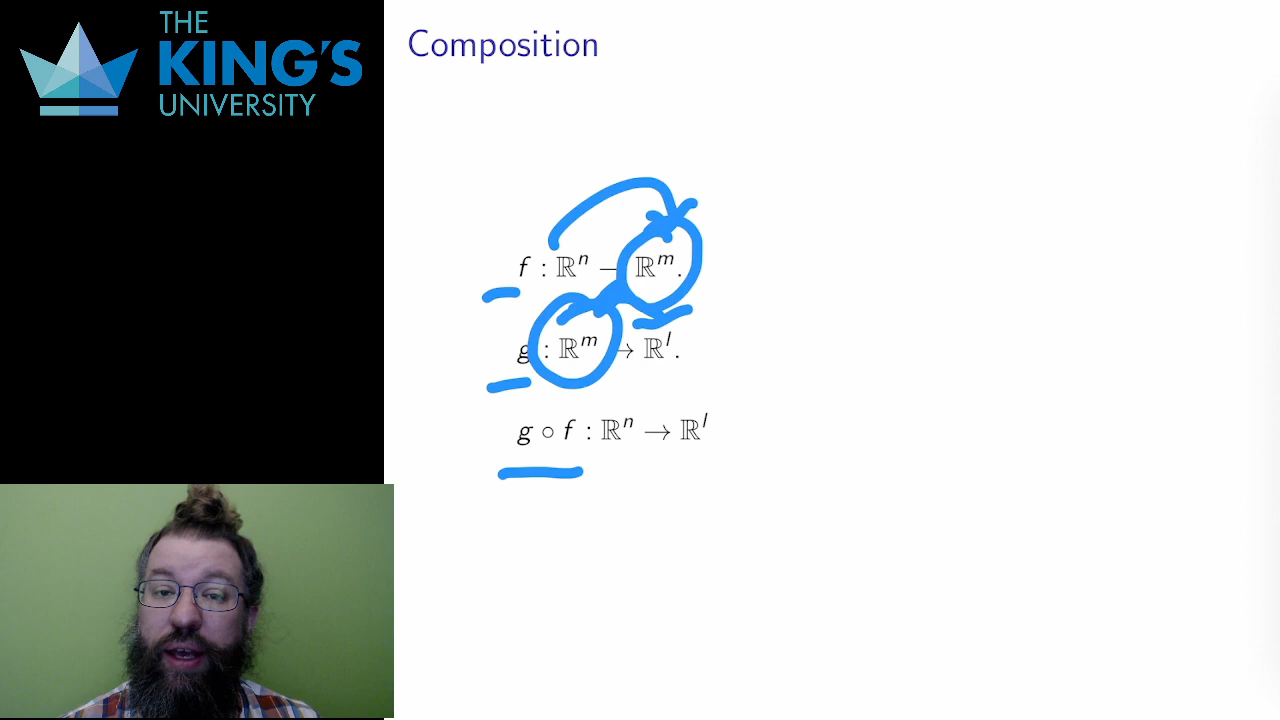 THE
KING'S
UNIVERSITY
Composition
f : ℝⁿ → ℝᵐ.
g : ℝᵐ → ℝˡ.
g ∘ f : ℝⁿ → ℝˡ